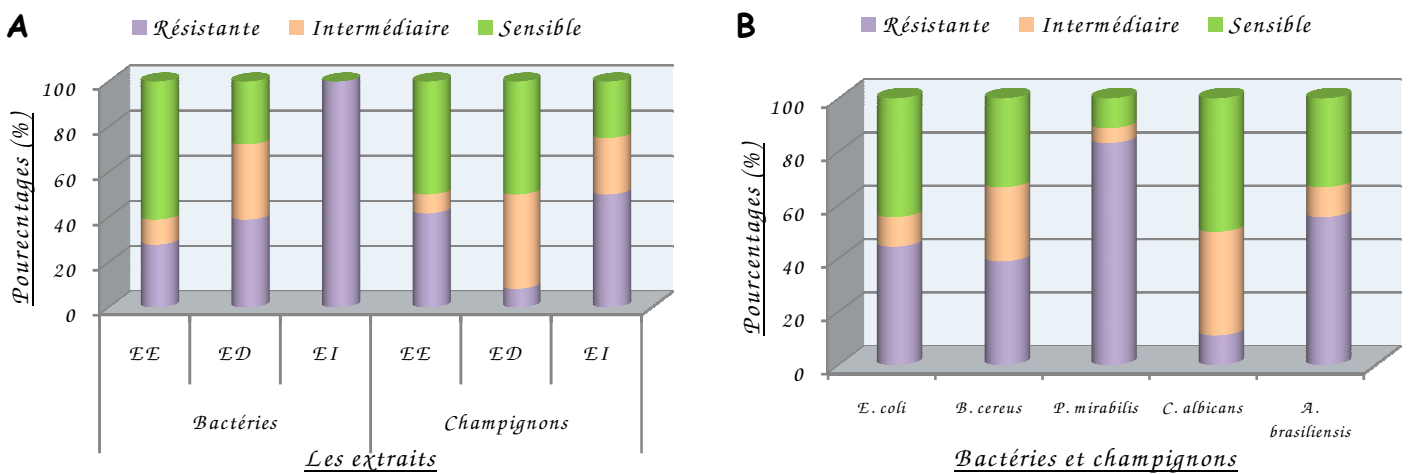 A
Résistante Intermédiaire Sensible
Pourecntages (%)
100
80
60
40
20
0
EE ED EI EE ED EI
Bactéries Champignons
Les extraits
B
Résistante Intermédiaire Sensible
Pourcentages (%)
100
80
60
40
20
0
E. coli B. cereus P. mirabilis C. albicans A.
brasiliensis
Bactéries et champignons